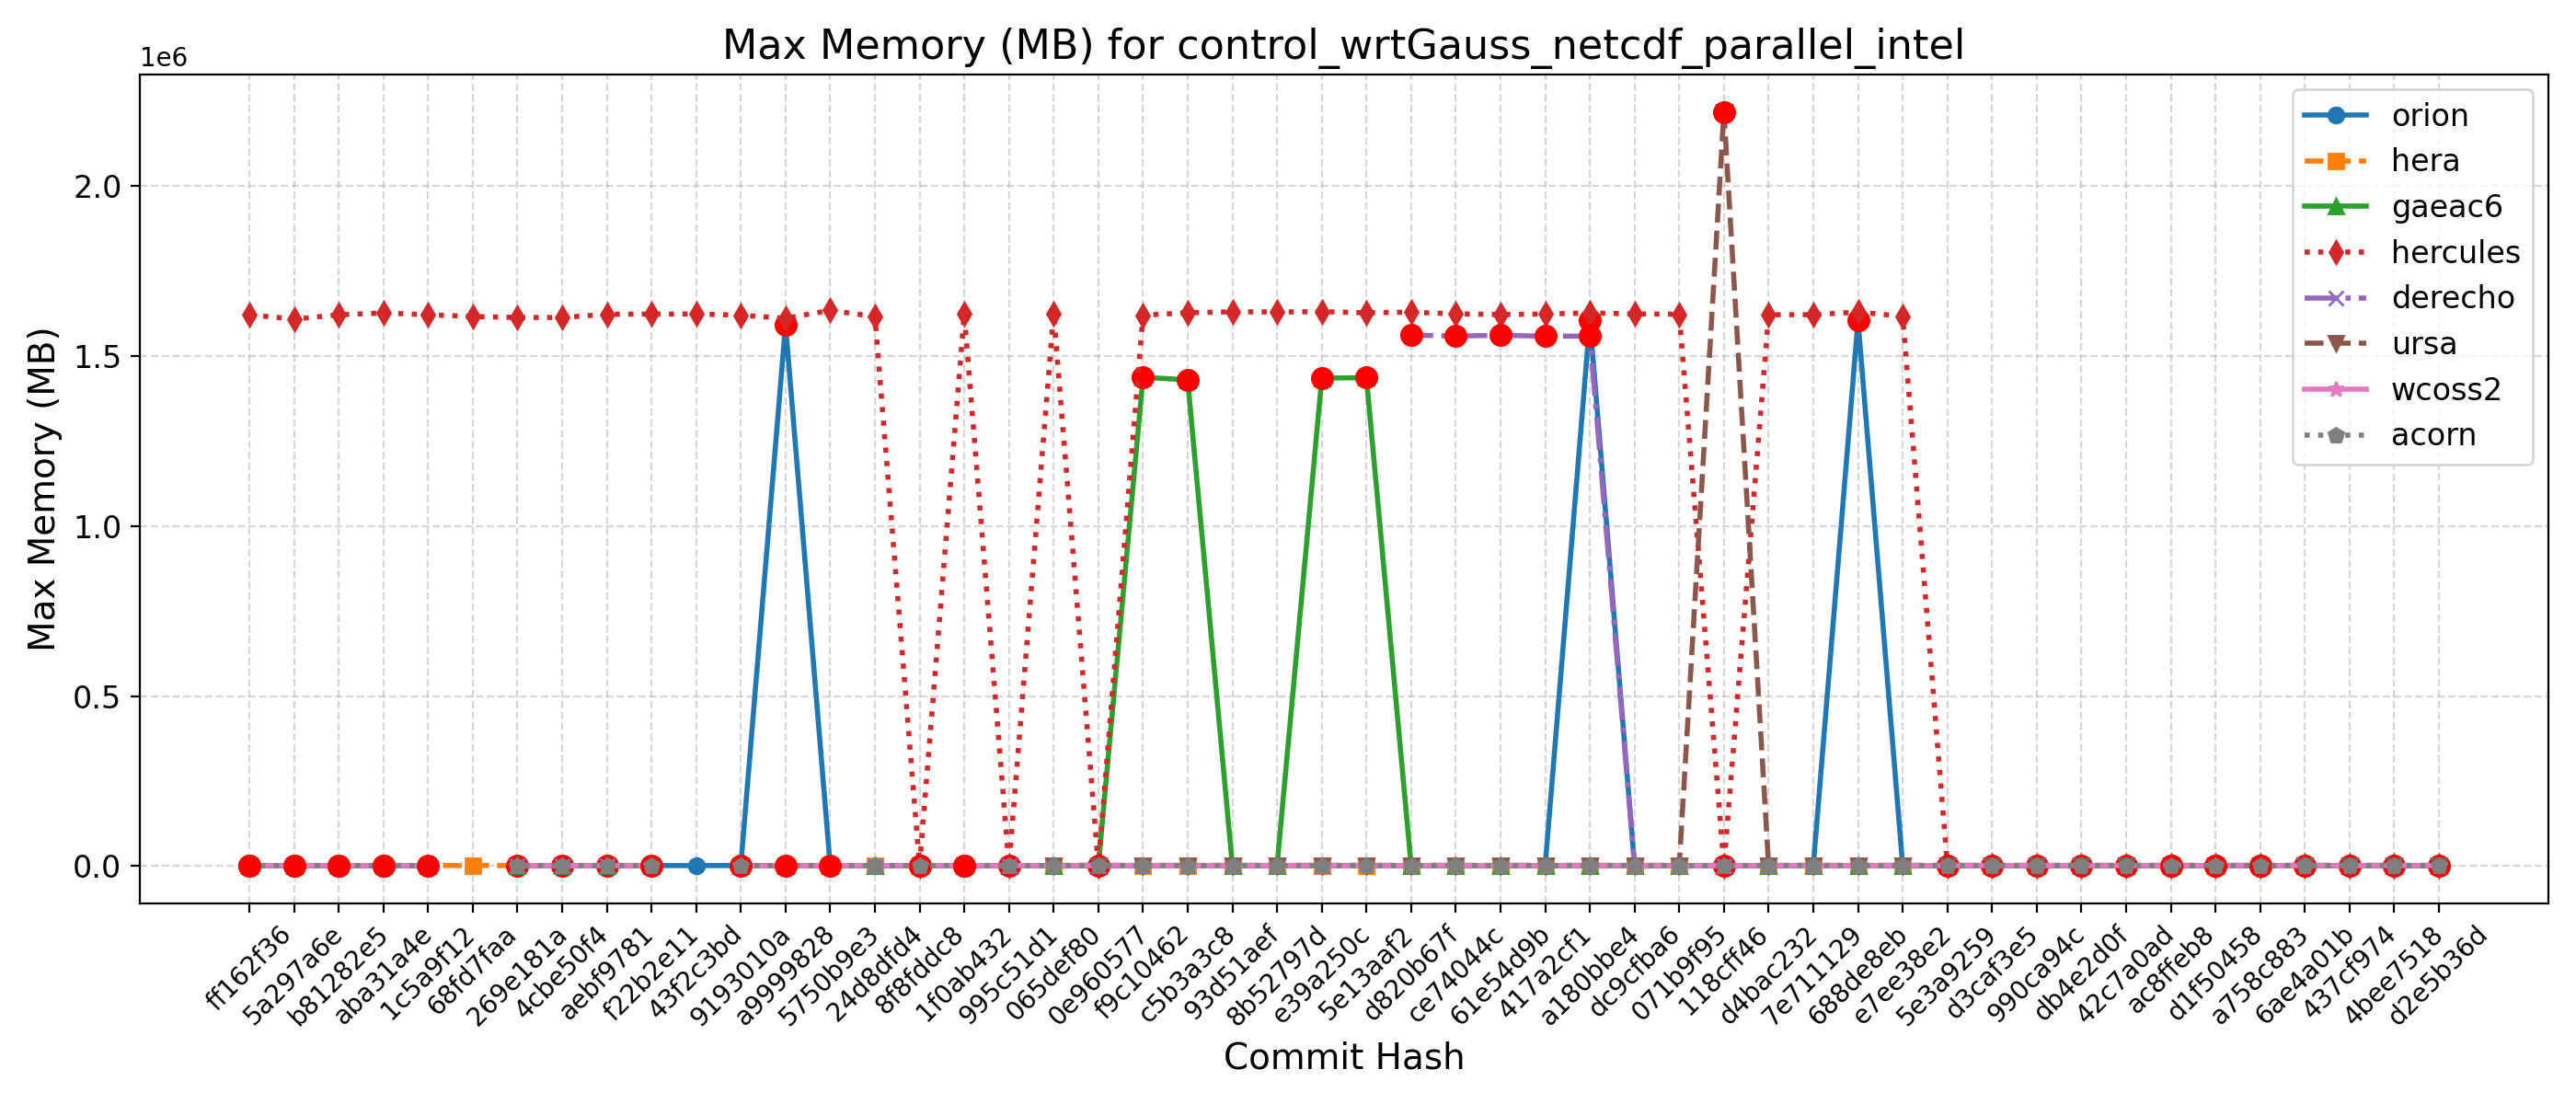 Max Memory (MB) for control_wrtGauss_netcdf_parallel_intel
1e6
2.0
1.5
1.0
0.5
0.0
Max Memory (MB)
orion
hera
gaeac6
hercules
derecho
ursa
wcoss2
acorn
ff162f36
5a297a6e
b81282e5
aba31a4e
1c5a9f12
68fd7faa
269e181a
4cbe50f4
aebf9781
f22b2e11
43f2c3bd
9193010a
a9999828
5750b9e3
24d8dfd4
8f8fddc8
1f0ab432
995c51d1
065def80
0e960577
f9c10462
c5b3a3c8
93d51aef
8b52797d
e39a250c
5e13aaf2
d820b67f
ce74044c
61e54d9b
417a2cf1
a180bbe4
dc9cfba6
071b9f95
118cff46
d4bac232
7e711129
688de8eb
e7ee38e2
5e3a9259
d3caf3e5
990ca94c
db4e2d0f
42c7a0ad
ac8ffeb8
d1f50458
a758c883
6ae4a01b
437cf974
4bee7518
d2e5b36d
Commit Hash